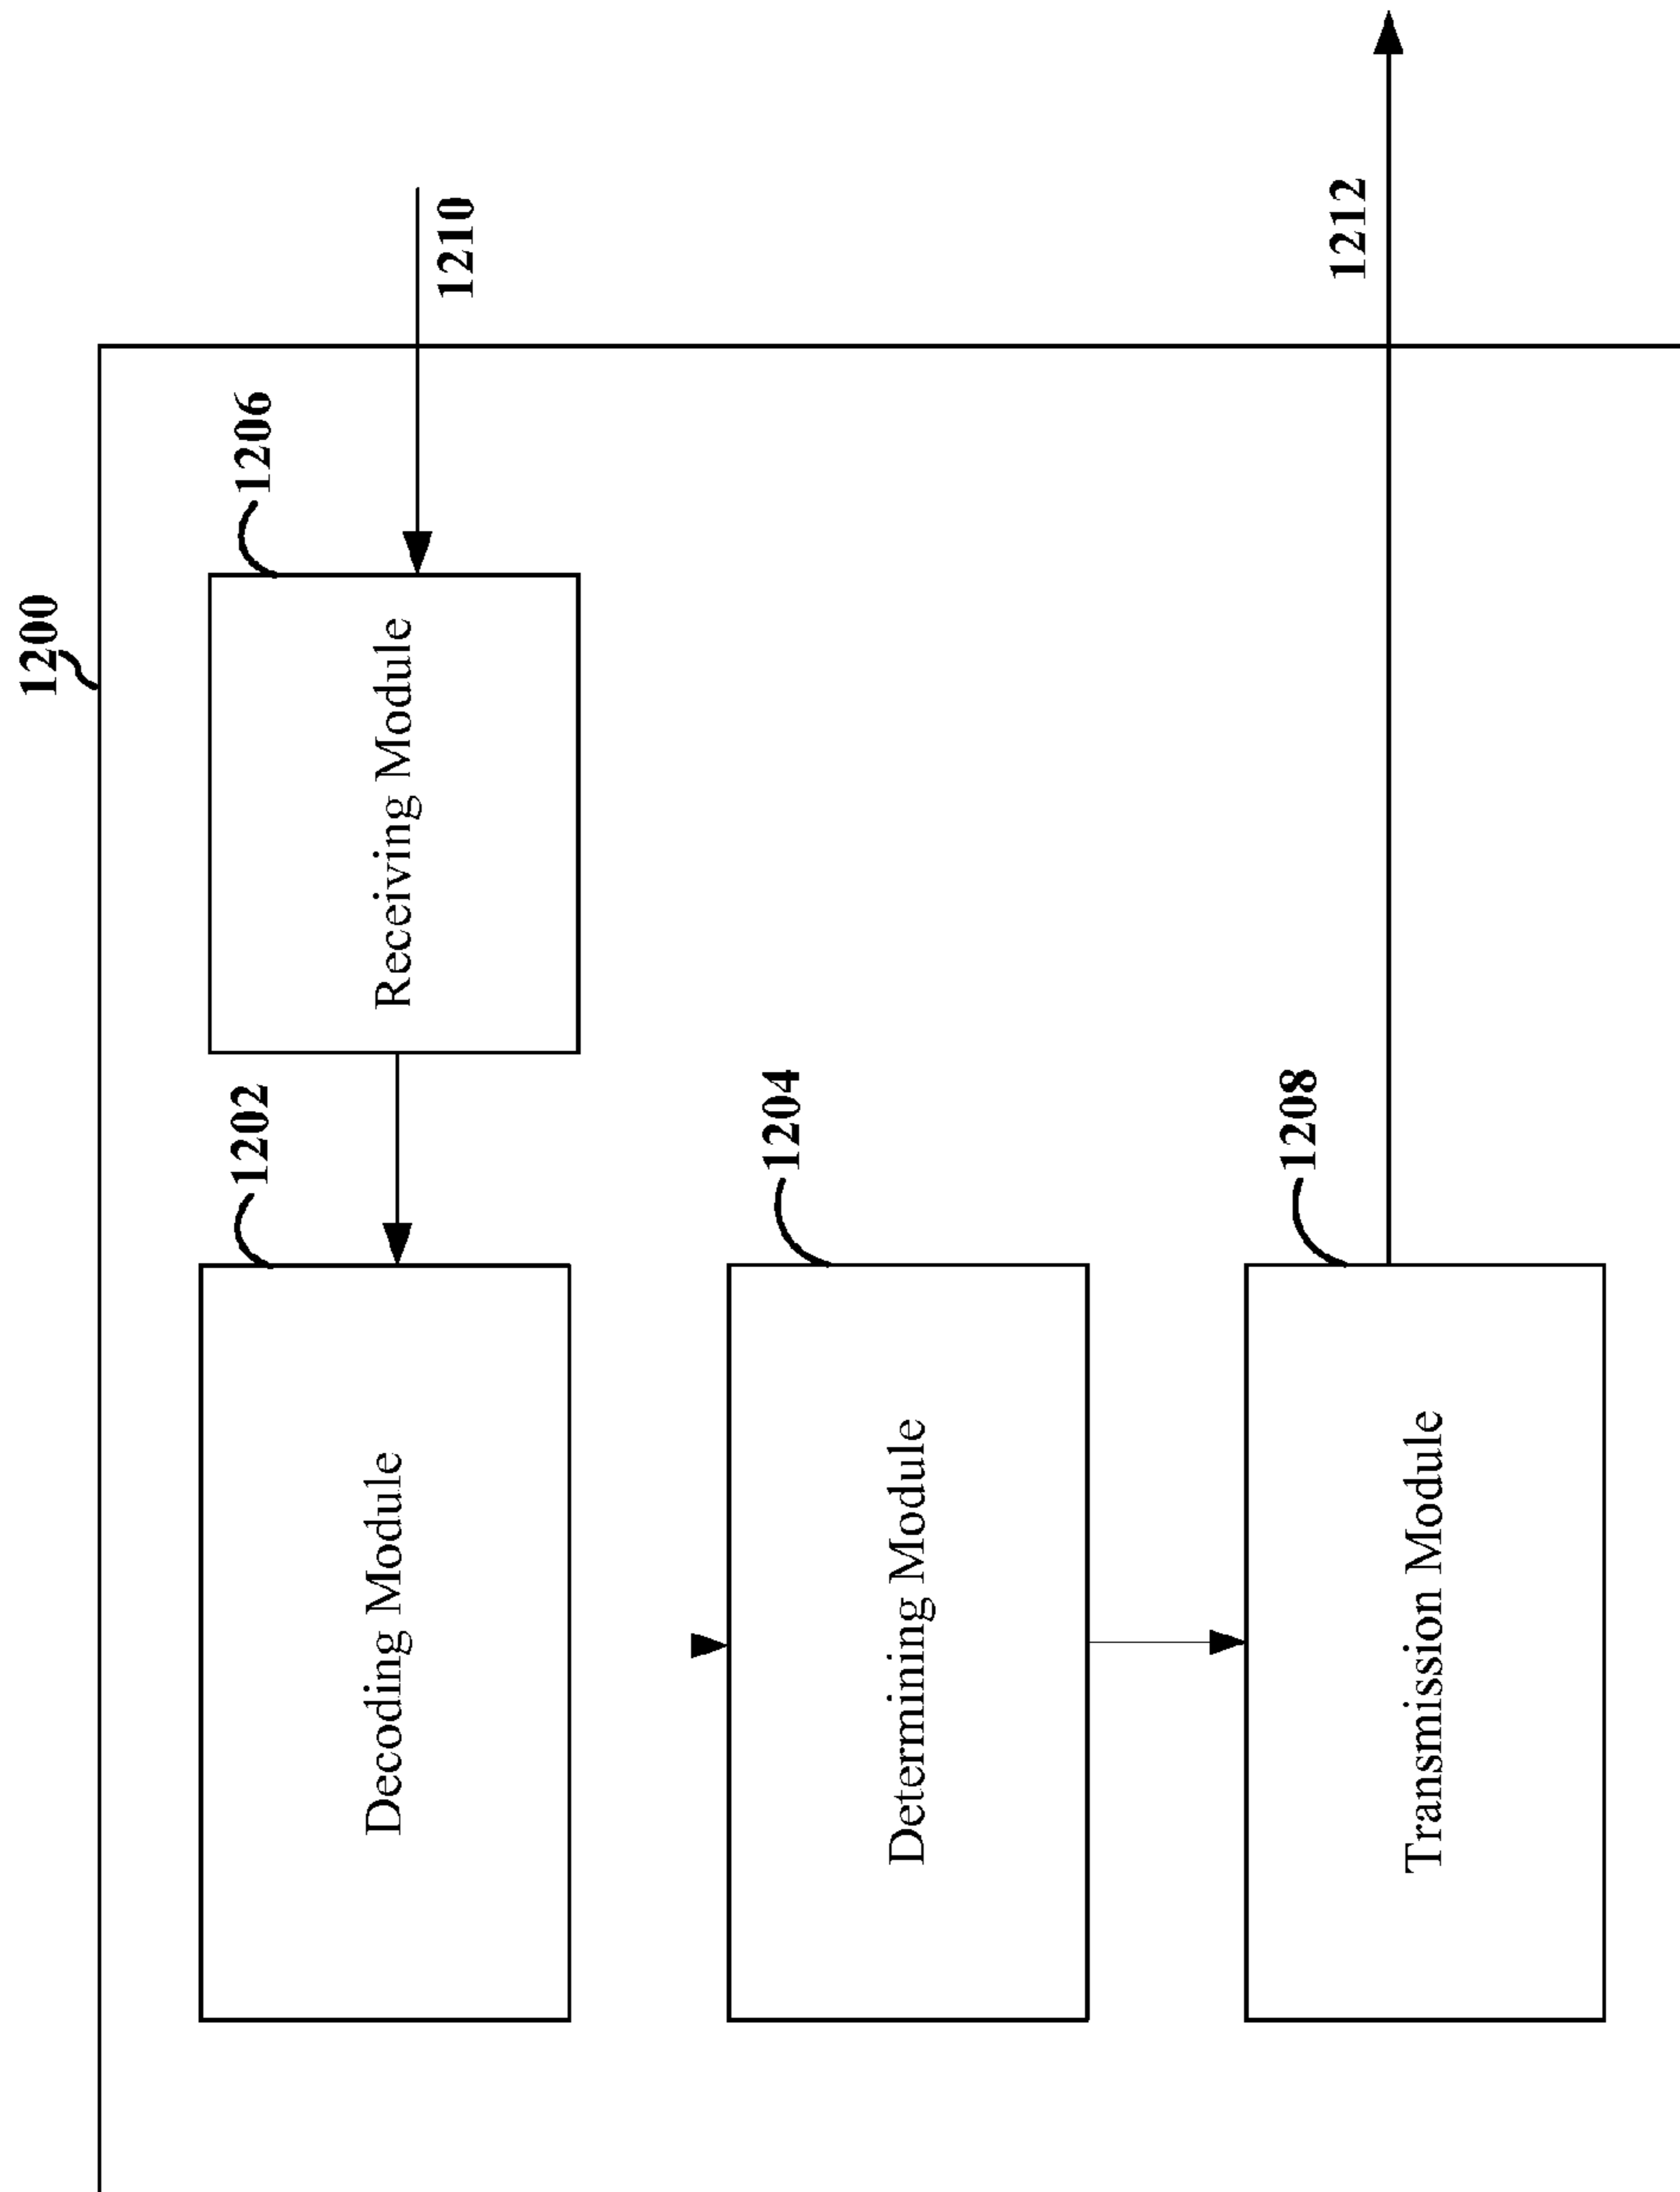 1200
1206
Receiving Module
1210
1202
Decoding Module
1204
Determining Module
1208
Transmission Module
1212